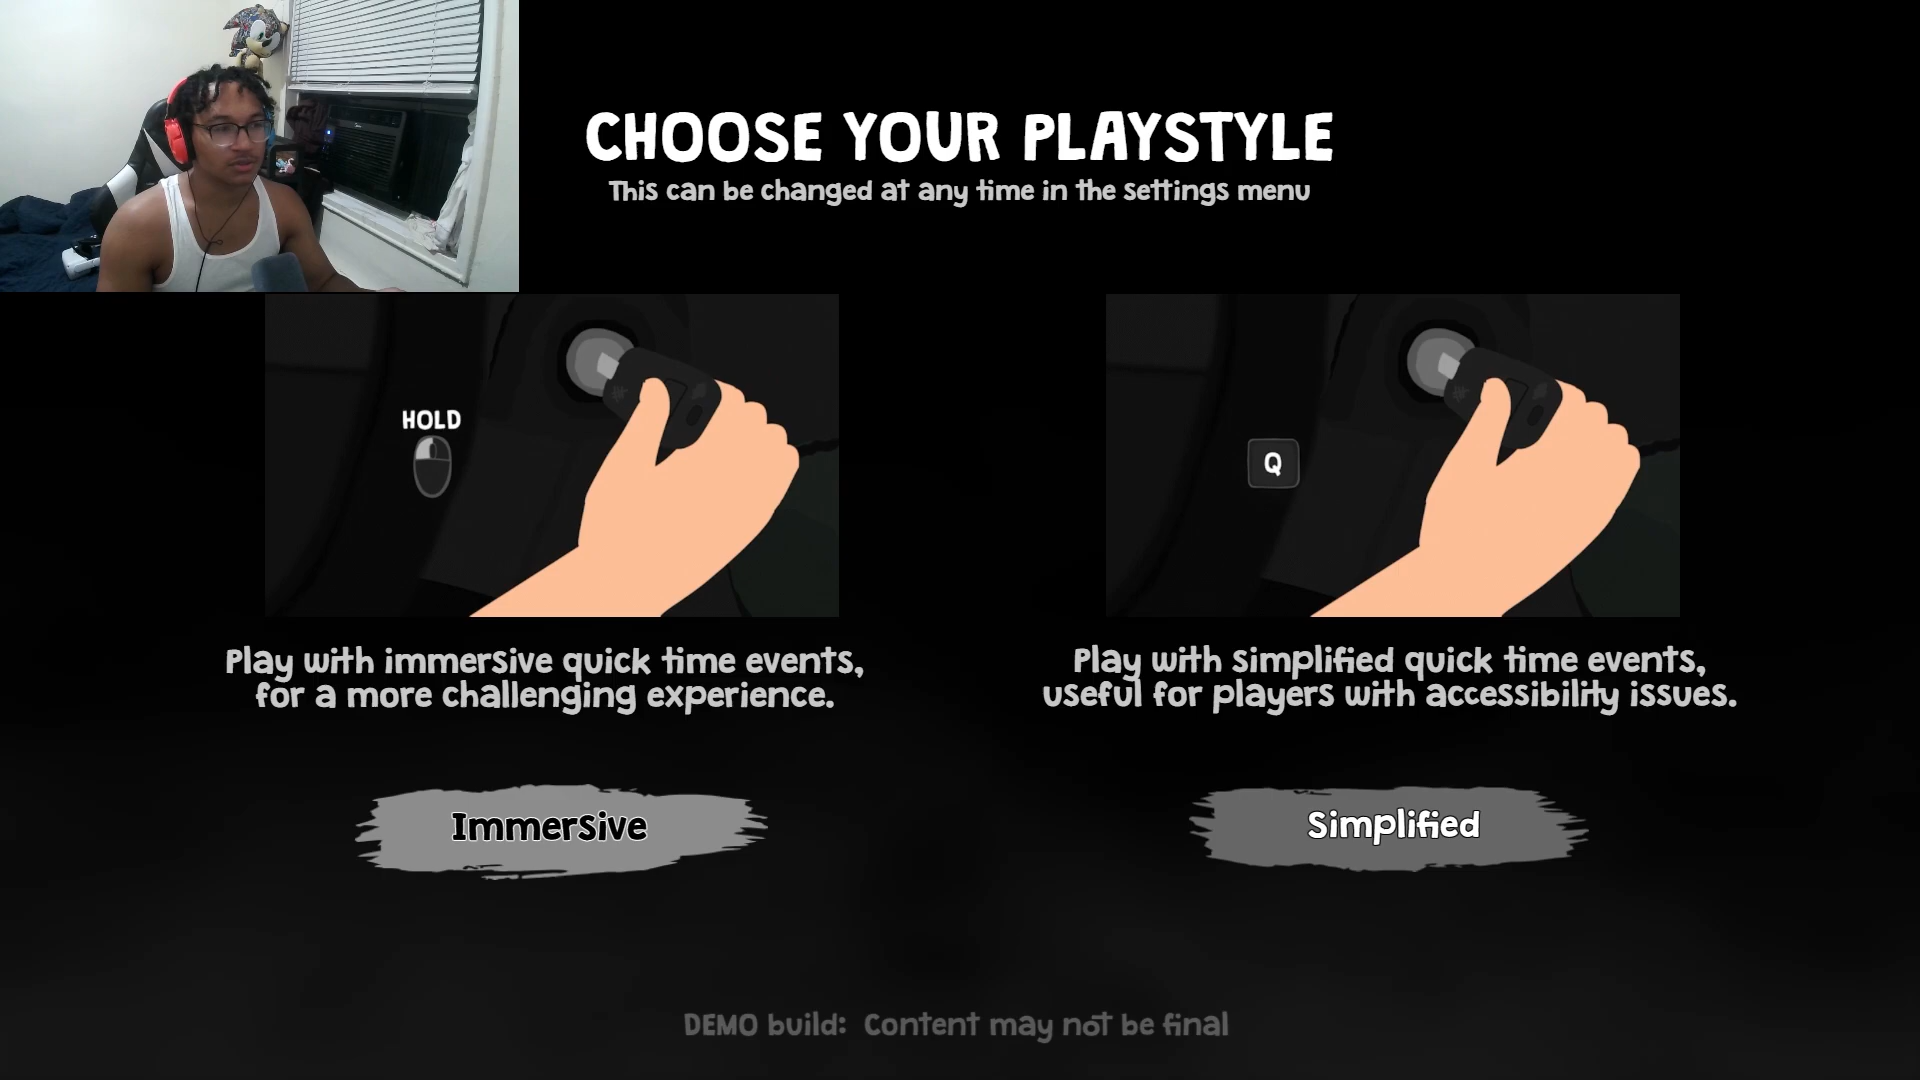 CHOOSE YOUR PLAYSTYLE
This can be changed at any time in the settings menu
HOLD
Q
Play with immersive quick time events,
for a more challenging experience.
Play with simplified quick time events,
useful for players with accessibility issues.
Immersive
Simplified
DEMO build: Content may not be final